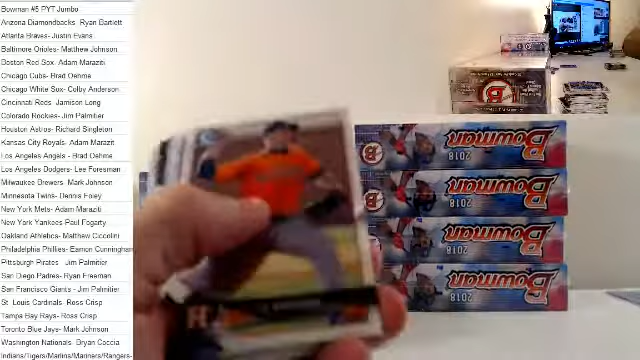 Bowman #5 PYT Jumbo
Arizona Diamondbacks- Ryan Bartlett
Atlanta Braves- Justin Evans
Baltimore Orioles- Matthew Johnson
Boston Red Sox- Adam Maraziti
Chicago Cubs- Brad Oehme
Chicago White Sox- Colby Anderson
Cincinnati Reds- Jamison Long
Colorado Rockies- Jim Palmitier
Houston Astros- Richard Singleton
Kansas City Royals- Adam Marazit
Los Angeles Angels - Brad Oehme
Los Angeles Dodgers- Lee Foresman
Milwaukee Brewers- Mark Johnson
Minnesota Twins- Dennis Foley
New York Mets- Adam Maraziti
New York Yankees-Paul Fogarty
Oakland Athletics- Matthew Ciccolini
Philadelphia Phillies- Eamon Cunningham
Pittsburgh Pirates - Jim Palmitier
San Diego Padres- Ryan Freeman
San Francisco Giants - Jim Palmitier
St. Louis Cardinals- Ross Crisp
Tampa Bay Rays- Ross Crisp
Toronto Blue Jays- Mark Johnson
Washington Nationals- Bryan Coccia
Indians/Tigers/Marlins/Mariners/Rangers-
Bowman
2018
Bowman
2018
Bowman
2018
Bowman
2018